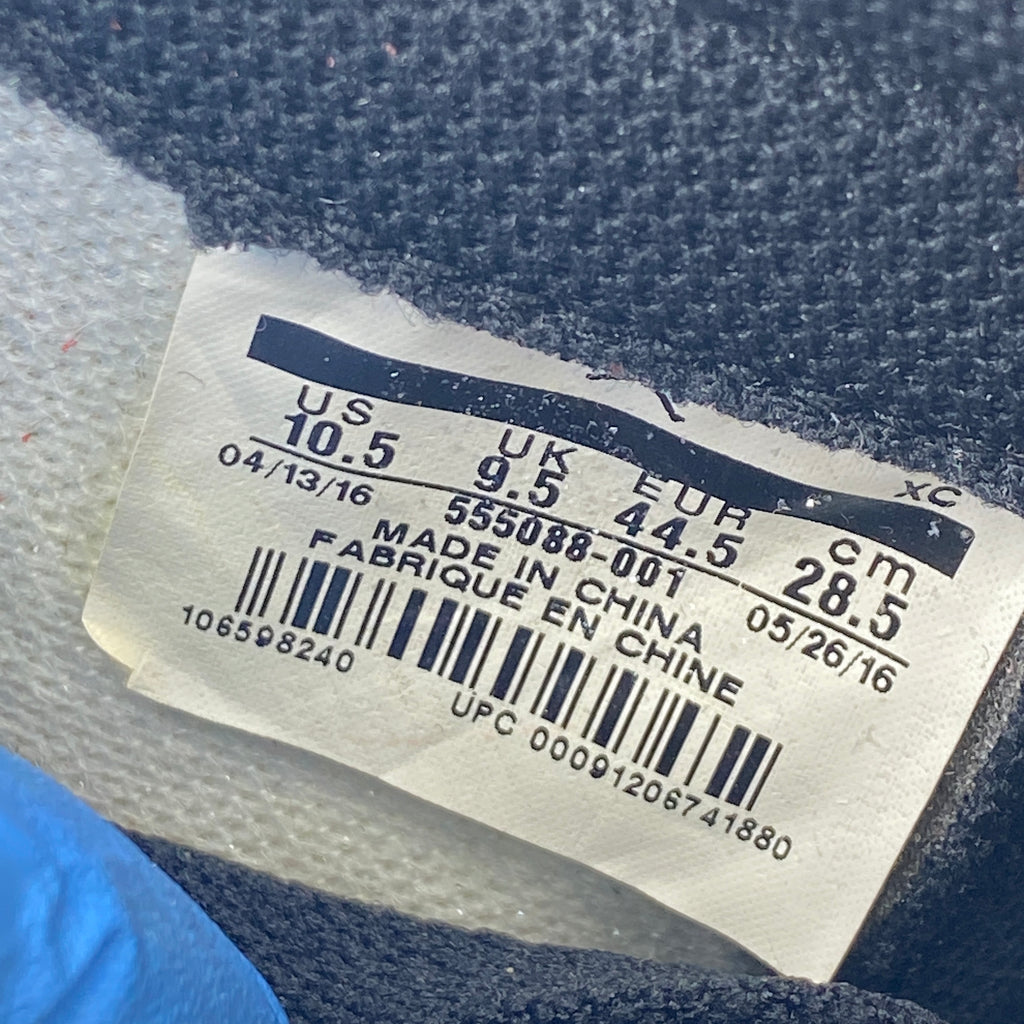 XC
US UK EUR cm
10.5 9.5 44.5 28.5
04/13/16 555088-001 05/26/16
MADE IN CHINA
FABRIQUE EN CHINE
106598240
UPC 00091206741880